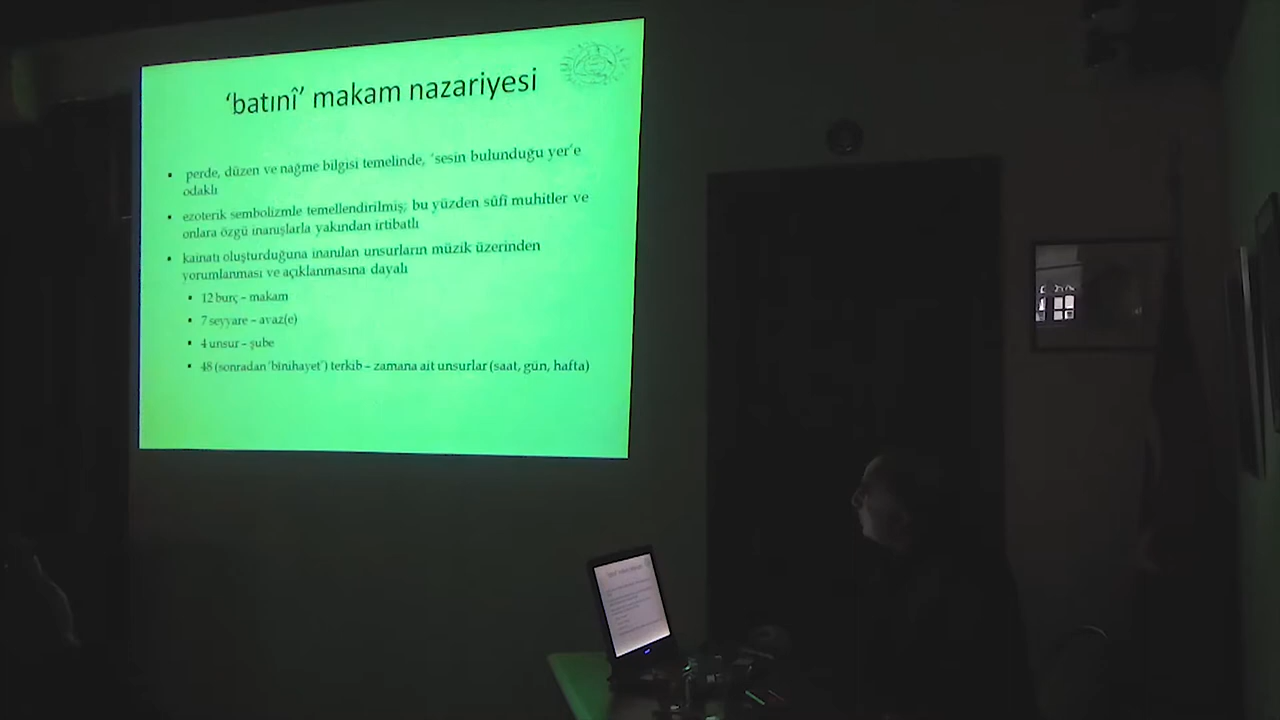 ‘batınî’ makam nazariyesi
▪ perde, düzen ve nağme bilgisi temelinde, ‘sesin bulunduğu yer’e
odaklı
▪ ezoterik sembolizmle temellendirilmiş; bu yüzden sûfî muhitler ve
onlara özgü inanışlarla yakından irtibatlı
▪ kainatı oluşturduğuna inanılan unsurların müzik üzerinden
yorumlanması ve açıklanmasına dayalı
▪ 12 burç – makam
▪ 7 seyyare – avaz(e)
▪ 4 unsur – şube
▪ 48 (sonradan ‘bînihayet’) terkib – zamana ait unsurlar (saat, gün, hafta)